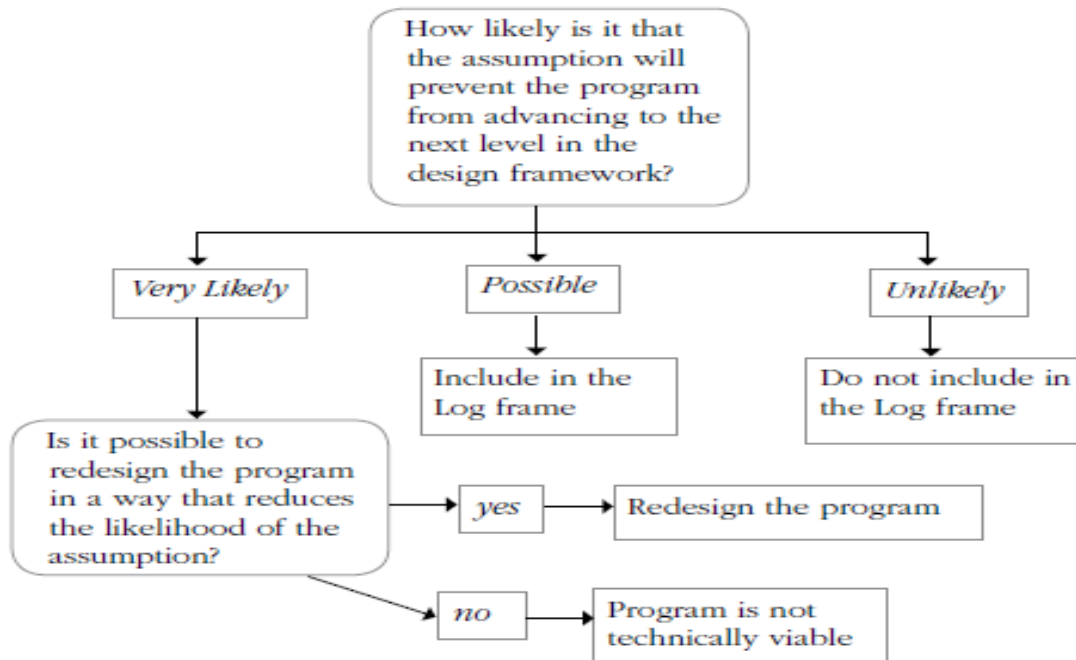 How likely is it that
the assumption will
prevent the program
from advancing to the
next level in the
design framework?
Very Likely
Possible
Unlikely
Include in the
Log frame
Do not include in
the Log frame
Is it possible to
redesign the program
in a way that reduces
the likelihood of the
assumption?
yes
Redesign the program
no
Program is not
technically viable